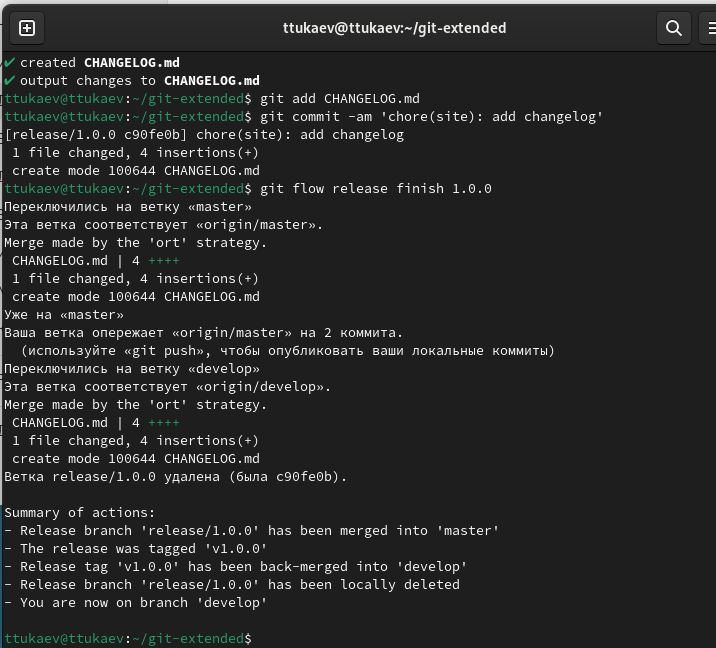 ttukaev@ttukaev:~/git-extended
✔ created CHANGELOG.md
✔ output changes to CHANGELOG.md
ttukaev@ttukaev:~/git-extended$ git add CHANGELOG.md
ttukaev@ttukaev:~/git-extended$ git commit -am 'chore(site): add changelog'
[release/1.0.0 c90fe0b] chore(site): add changelog
 1 file changed, 4 insertions(+)
 create mode 100644 CHANGELOG.md
ttukaev@ttukaev:~/git-extended$ git flow release finish 1.0.0
Переключились на ветку «master»
Эта ветка соответствует «origin/master».
Merge made by the 'ort' strategy.
 CHANGELOG.md | 4 ++++
 1 file changed, 4 insertions(+)
 create mode 100644 CHANGELOG.md
Уже на «master»
Ваша ветка опережает «origin/master» на 2 коммита.
  (используйте «git push», чтобы опубликовать ваши локальные коммиты)
Переключились на ветку «develop»
Эта ветка соответствует «origin/develop».
Merge made by the 'ort' strategy.
 CHANGELOG.md | 4 ++++
 1 file changed, 4 insertions(+)
 create mode 100644 CHANGELOG.md
Ветка release/1.0.0 удалена (была c90fe0b).
Summary of actions:
- Release branch 'release/1.0.0' has been merged into 'master'
- The release was tagged 'v1.0.0'
- Release tag 'v1.0.0' has been back-merged into 'develop'
- Release branch 'release/1.0.0' has been locally deleted
- You are now on branch 'develop'
ttukaev@ttukaev:~/git-extended$